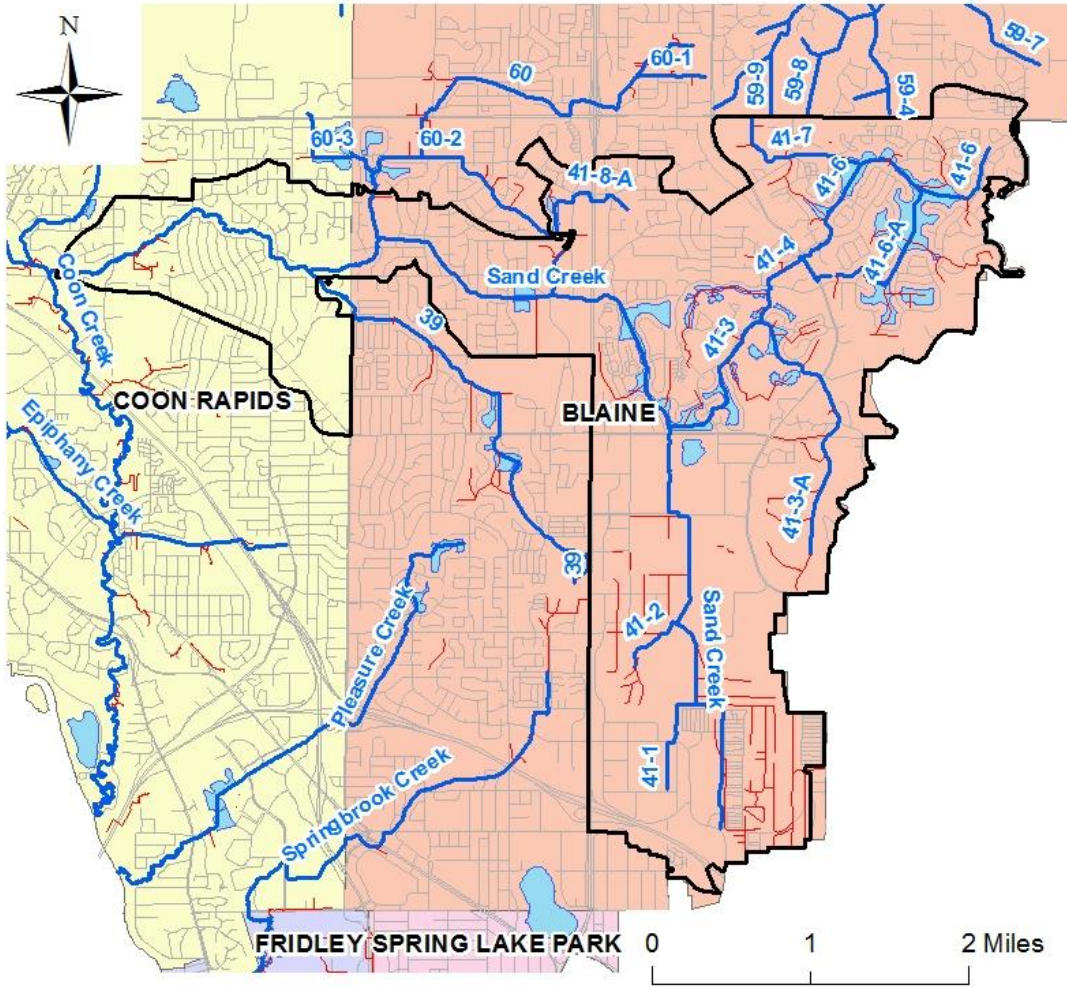 N
59-7
60
60-1
59-9
59-8
59-4
60-3
60-2
41-7
41-8-A
41-6
41-6
Coon Creek
Sand Creek
41-4
41-6-A
39
41-3
COON RAPIDS
BLAINE
Epiphany Creek
41-3-A
39
Pleasure Creek
41-2
Sand Creek
41-1
Springbrook Creek
FRIDLEY SPRING LAKE PARK
0 1 2 Miles